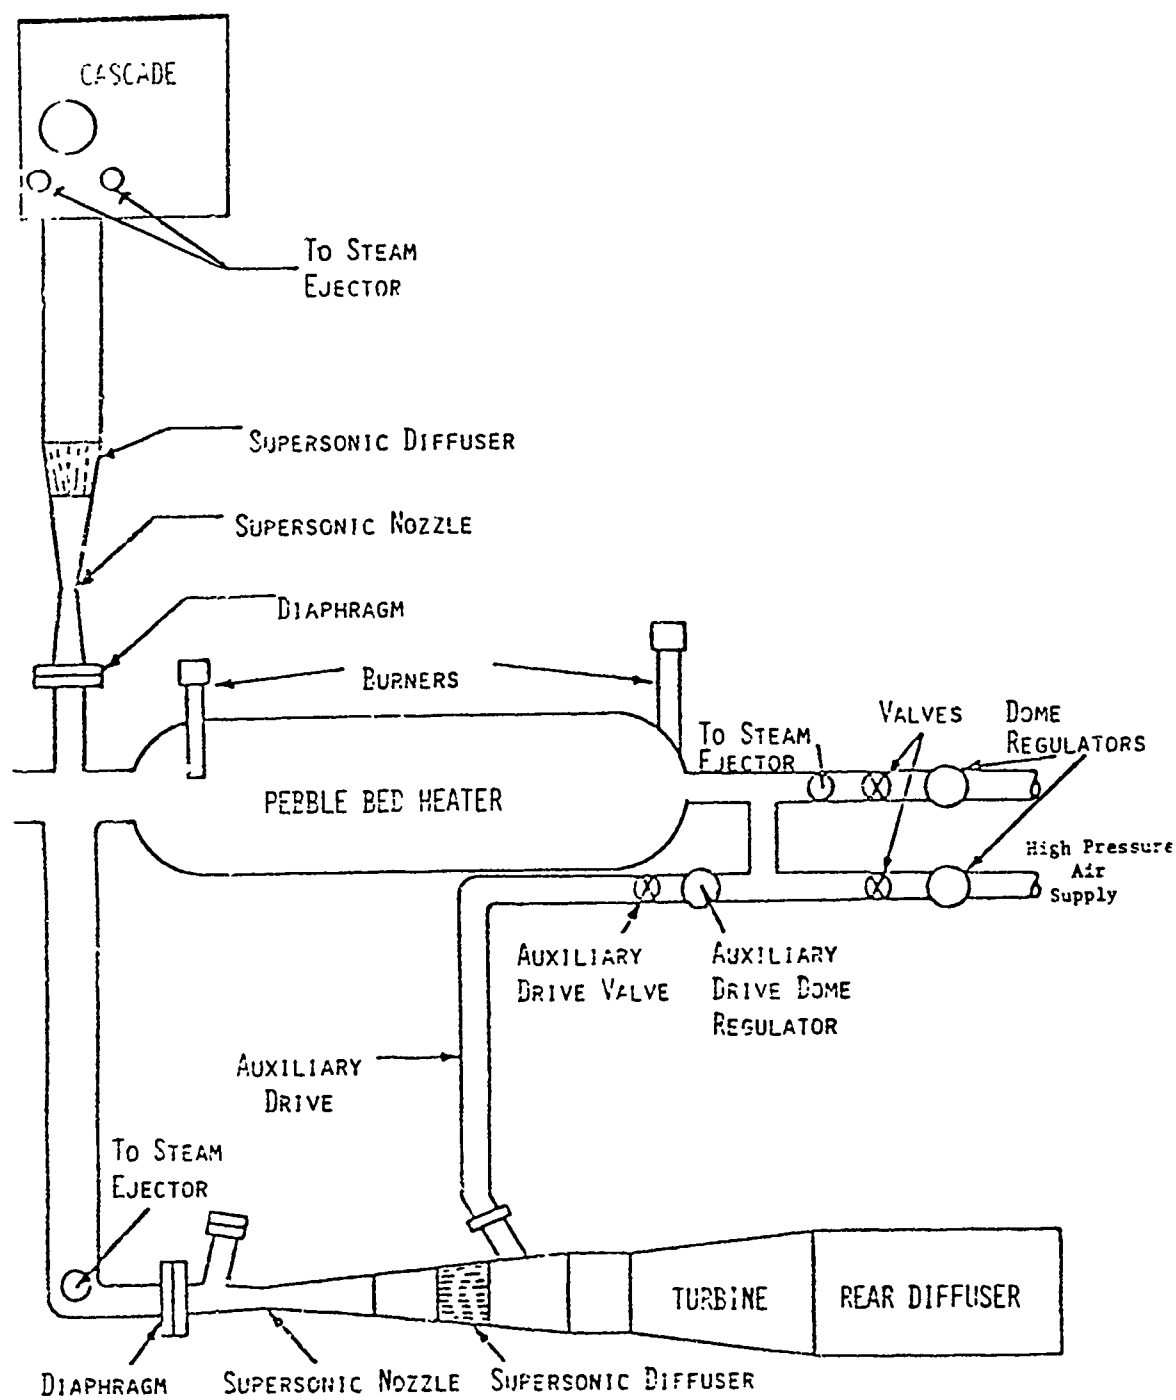 CASCADE
TO STEAM
EJECTOR
SUPERSONIC DIFFUSER
SUPERSONIC NOZZLE
DIAPHRAGM
BURNERS
TO STEAM
EJECTOR
VALVES
DOME
REGULATORS
PEBBLE BED HEATER
High Pressure
Air
Supply
AUXILIARY
DRIVE VALVE
AUXILIARY
DRIVE DOME
REGULATOR
AUXILIARY
DRIVE
TO STEAM
EJECTOR
TURBINE
REAR DIFFUSER
DIAPHRAGM
SUPERSONIC NOZZLE
SUPERSONIC DIFFUSER